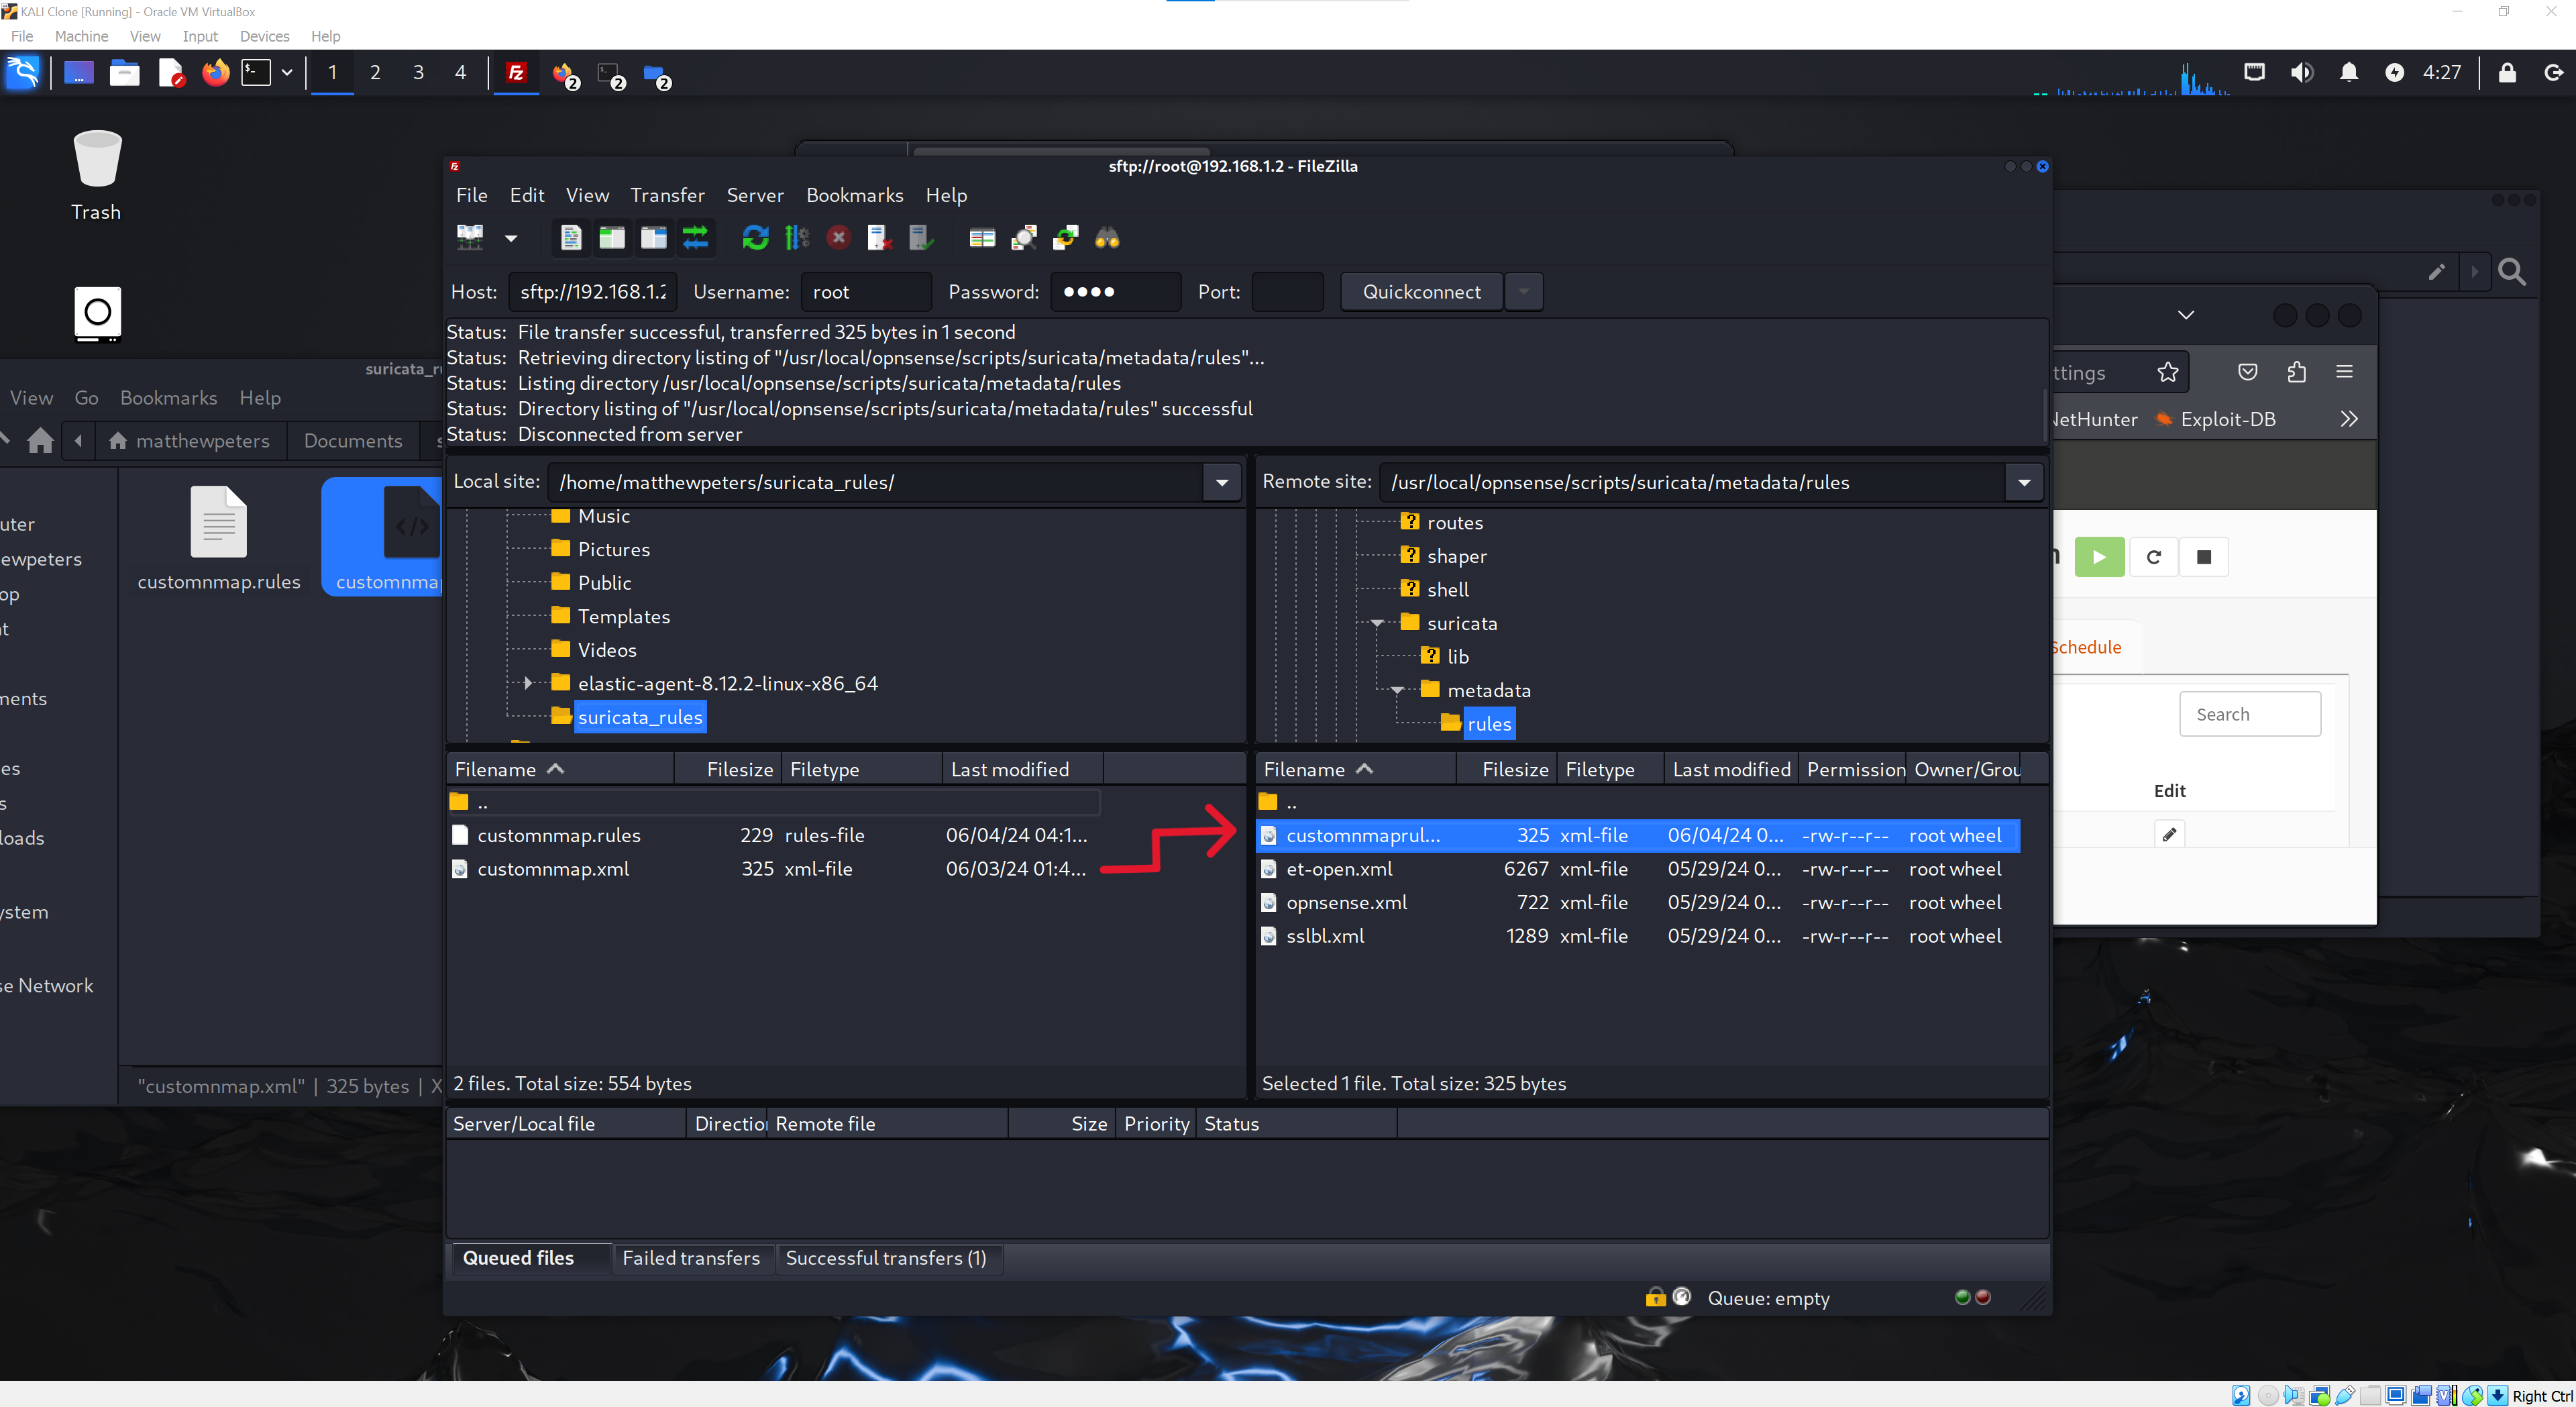 KALI Clone [Running] - Oracle VM VirtualBox
File Machine View Input Devices Help
1 2 3 4 2 2 2 4:27
Trash
sftp://root@192.168.1.2 - FileZilla
File Edit View Transfer Server Bookmarks Help
Host: sftp://192.168.1.2 Username: root Password: ●●●● Port: Quickconnect
Status: File transfer successful, transferred 325 bytes in 1 second
Status: Retrieving directory listing of "/usr/local/opnsense/scripts/suricata/metadata/rules"...
Status: Listing directory /usr/local/opnsense/scripts/suricata/metadata/rules
Status: Directory listing of "/usr/local/opnsense/scripts/suricata/metadata/rules" successful
Status: Disconnected from server
Local site: /home/matthewpeters/suricata_rules/
Music
Pictures
Public
Templates
Videos
elastic-agent-8.12.2-linux-x86_64
suricata_rules
Remote site: /usr/local/opnsense/scripts/suricata/metadata/rules
routes
shaper
shell
suricata
lib
metadata
rules
Filename Filesize Filetype Last modified
..
customnmap.rules 229 rules-file 06/04/24 04:1...
customnmap.xml 325 xml-file 06/03/24 01:4...
2 files. Total size: 554 bytes
Filename Filesize Filetype Last modified Permission Owner/Grou
..
customnmaprul... 325 xml-file 06/04/24 0... -rw-r--r-- root wheel
et-open.xml 6267 xml-file 05/29/24 0... -rw-r--r-- root wheel
opnsense.xml 722 xml-file 05/29/24 0... -rw-r--r-- root wheel
sslbl.xml 1289 xml-file 05/29/24 0... -rw-r--r-- root wheel
Selected 1 file. Total size: 325 bytes
Server/Local file Directio Remote file Size Priority Status
Queued files Failed transfers Successful transfers (1)
Queue: empty
suricata_ru
View Go Bookmarks Help
matthewpeters Documents s
uter
ewpeters
op
t
ments
es
s
loads
ystem
se Network
customnmap.rules
customnmap
"customnmap.xml" | 325 bytes | X
ttings
NetHunter Exploit-DB
n
Schedule
Search
Edit
Right Ctrl